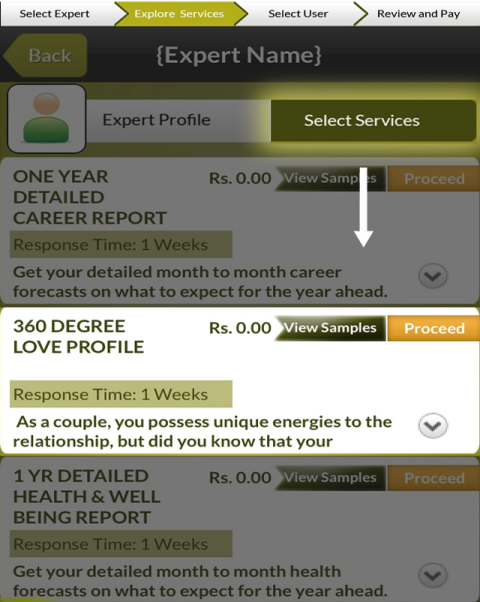 Select Expert
Explore Services
Select User
Review and Pay
Back
{Expert Name}
Expert Profile
Select Services
ONE YEAR
DETAILED
CAREER REPORT
Rs. 0.00
View Samples
Proceed
Response Time: 1 Weeks
Get your detailed month to month career
forecasts on what to expect for the year ahead.
360 DEGREE
LOVE PROFILE
Rs. 0.00
View Samples
Proceed
Response Time: 1 Weeks
As a couple, you possess unique energies to the
relationship, but did you know that your
1 YR DETAILED
HEALTH & WELL
BEING REPORT
Rs. 0.00
View Samples
Proceed
Response Time: 1 Weeks
Get your detailed month to month health
forecasts on what to expect for the year ahead.